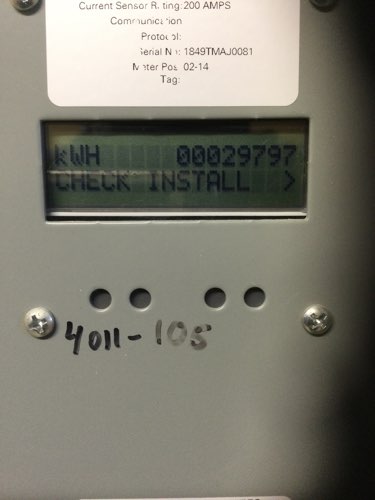 Current Sensor Rating: 200 AMPS
Communication
Protocol:
Serial No: 1849TMAJ0081
Meter Pos: 02-14
Tag:
kWH 00029797
CHECK INSTALL >
4011-105